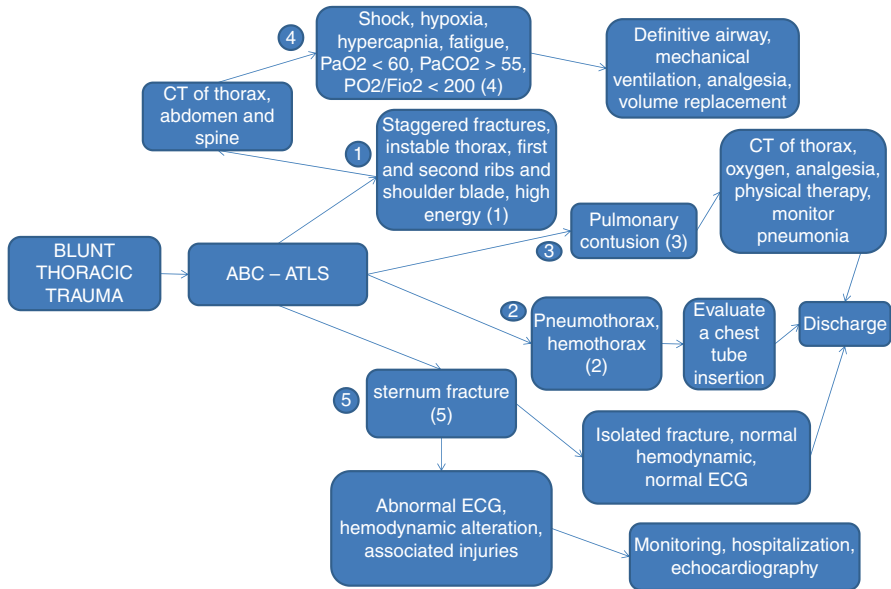 4
Shock, hypoxia,
hypercapnia, fatigue,
PaO2 < 60, PaCO2 > 55,
PO2/Fio2 < 200 (4)
Definitive airway,
mechanical
ventilation, analgesia,
volume replacement
CT of thorax,
abdomen and
spine
1
Staggered fractures,
instable thorax, first
and second ribs and
shoulder blade, high
energy (1)
CT of thorax,
oxygen, analgesia,
physical therapy,
monitor
pneumonia
Pulmonary
contusion (3)
3
BLUNT
THORACIC
TRAUMA
ABC – ATLS
2
Pneumothorax,
hemothorax
(2)
Evaluate
a chest
tube
insertion
Discharge
5
sternum fracture
(5)
Isolated fracture, normal
hemodynamic,
normal ECG
Abnormal ECG,
hemodynamic alteration,
associated injuries
Monitoring, hospitalization,
echocardiography